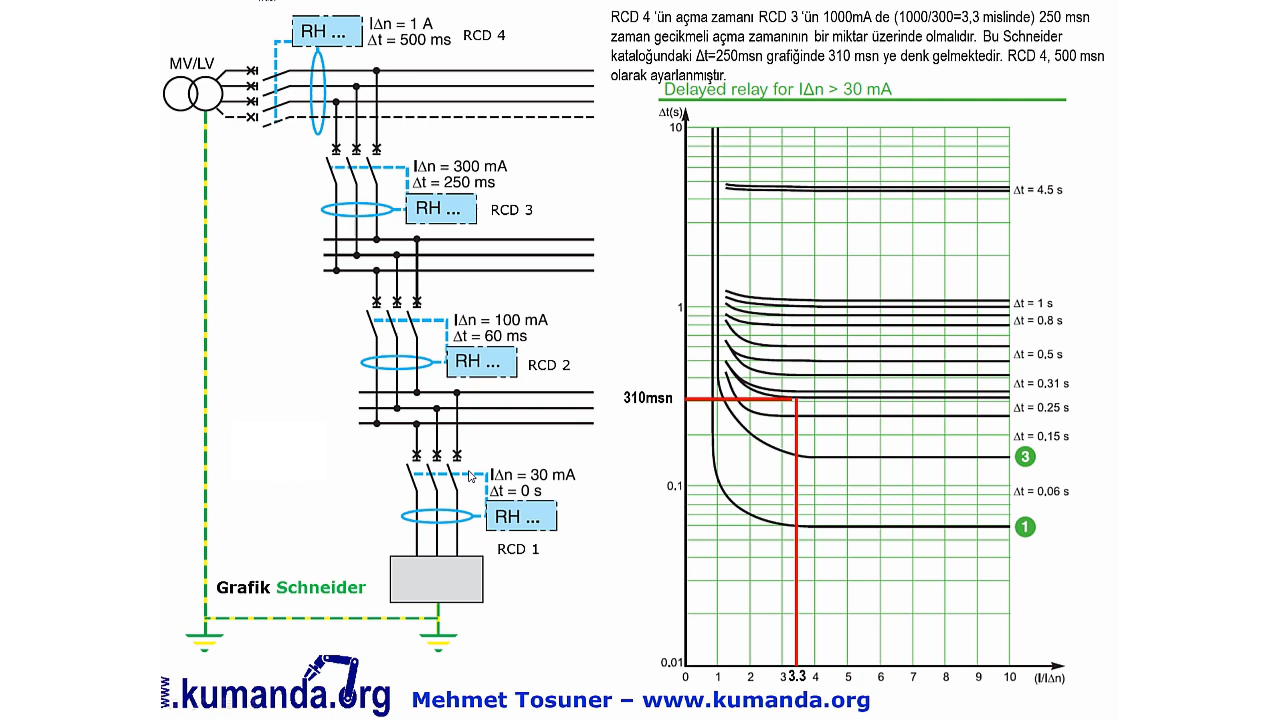 RCD 4 'ün açma zamanı RCD 3 'ün 1000mA de (1000/300=3,3 mislinde) 250 msn
zaman gecikmeli açma zamanının bir miktar üzerinde olmalıdır. Bu Schneider
kataloğundaki Δt=250msn grafiğinde 310 msn ye denk gelmektedir. RCD 4, 500 msn
olarak ayarlanmıştır.
RH ...
IΔn = 1 A
Δt = 500 ms
RCD 4
MV/LV
IΔn = 300 mA
Δt = 250 ms
RH ...
RCD 3
IΔn = 100 mA
Δt = 60 ms
RH ...
RCD 2
IΔn = 30 mA
Δt = 0 s
RH ...
RCD 1
Grafik Schneider
Delayed relay for IΔn > 30 mA
Δt(s)
10
Δt = 4.5 s
1
Δt = 1 s
Δt = 0.8 s
Δt = 0,5 s
Δt = 0.31 s
310msn
Δt = 0.25 s
Δt = 0,15 s
3
0.1
Δt = 0,06 s
1
0.01
0 1 2 3 3.3 4 5 6 7 8 9 10 (I/IΔn)
www.kumanda.org
Mehmet Tosuner – www.kumanda.org